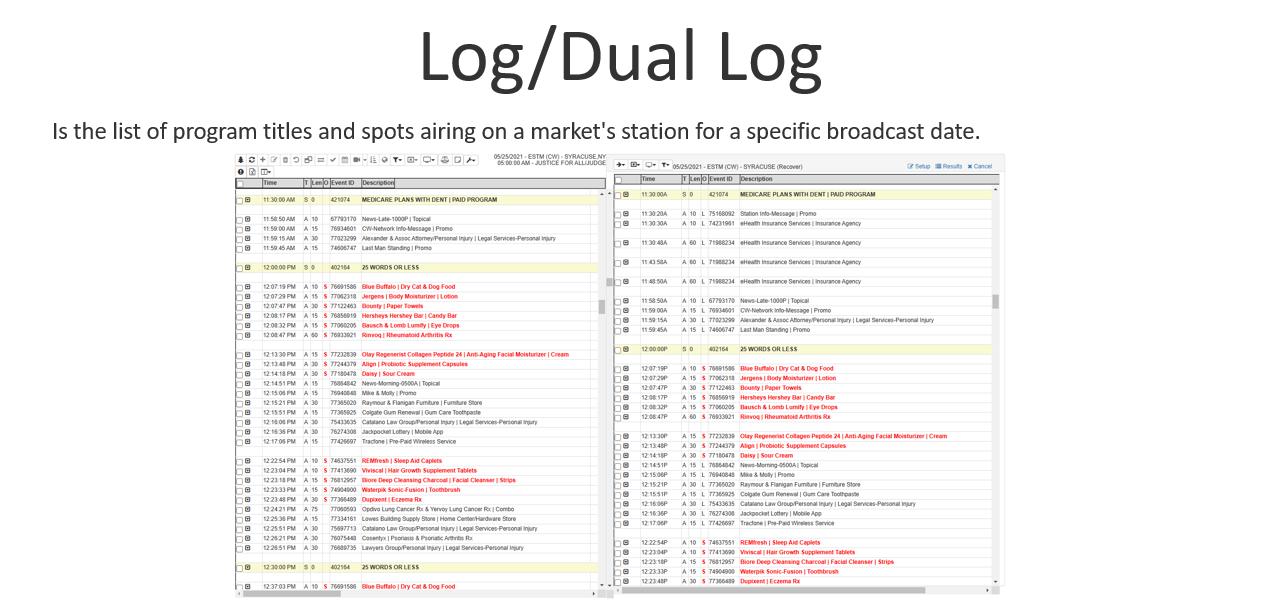 Log/Dual Log
Is the list of program titles and spots airing on a market's station for a specific broadcast date.
05/25/2021 - ESTM (CW) - SYRACUSE,NY
05:00:00 AM - JUSTICE FOR ALL/JUDGE
Time T Len O Event ID Description
11:30:00 AM S 0 421074 MEDICARE PLANS WITH DENT | PAID PROGRAM
11:58:50 AM A 10 67793170 News-Late-1000P | Topical
11:59:00 AM A 15 76934601 CW-Network Info-Message | Promo
11:59:15 AM A 30 77023299 Alexander & Assoc Attorney/Personal Injury | Legal Services-Personal Injury
11:59:45 AM A 15 74606747 Last Man Standing | Promo
12:00:00 PM S 0 402164 25 WORDS OR LESS
12:07:19 PM A 10 S 76691586 Blue Buffalo | Dry Cat & Dog Food
12:07:29 PM A 15 S 77062318 Jergens | Body Moisturizer | Lotion
12:07:47 PM A 30 S 77122463 Bounty | Paper Towels
12:08:17 PM A 15 S 76856919 Hersheys Hershey Bar | Candy Bar
12:08:32 PM A 15 S 77060205 Bausch & Lomb Lumify | Eye Drops
12:08:47 PM A 60 S 76933921 Rinvoq | Rheumatoid Arthritis Rx
12:13:30 PM A 15 S 77232839 Olay Regenerist Collagen Peptide 24 | Anti-Aging Facial Moisturizer | Cream
12:13:48 PM A 30 S 77244379 Align | Probiotic Supplement Capsules
12:14:18 PM A 30 S 77180478 Daisy | Sour Cream
12:14:51 PM A 15 76864842 News-Morning-0500A | Topical
12:15:06 PM A 15 76940848 Mike & Molly | Promo
12:15:21 PM A 30 77365020 Raymour & Flanigan Furniture | Furniture Store
12:15:51 PM A 15 77365925 Colgate Gum Renewal | Gum Care Toothpaste
12:16:06 PM A 30 75433635 Catalano Law Group/Personal Injury | Legal Services-Personal Injury
12:16:36 PM A 30 76274308 Jackpocket Lottery | Mobile App
12:17:06 PM A 15 77426697 Tracfone | Pre-Paid Wireless Service
12:22:54 PM A 10 S 74637551 REMfresh | Sleep Aid Caplets
12:23:04 PM A 10 S 77413690 Viviscal | Hair Growth Supplement Tablets
12:23:18 PM A 15 S 76812957 Biore Deep Cleansing Charcoal | Facial Cleanser | Strips
12:23:33 PM A 15 S 74904900 Waterpik Sonic-Fusion | Toothbrush
12:23:48 PM A 30 S 77366489 Dupixent | Eczema Rx
12:24:21 PM A 75 77060593 Opdivo Lung Cancer Rx & Yervoy Lung Cancer Rx | Combo
12:25:36 PM A 15 77334161 Lowes Building Supply Store | Home Center/Hardware Store
12:25:51 PM A 30 75697713 Catalano Law Group/Personal Injury | Legal Services-Personal Injury
12:26:21 PM A 30 76075448 Cosentyx | Psoriasis & Psoriatic Arthritis Rx
12:26:51 PM A 30 76689735 Lawyers Group/Personal Injury | Legal Services-Personal Injury
12:30:00 PM S 0 402164 25 WORDS OR LESS
12:37:03 PM A 10 S 76691586 Blue Buffalo | Dry Cat & Dog Food
05/25/2021 - ESTM (CW) - SYRACUSE (Recover) Setup Results Cancel
Time T Len O Event ID Description
11:30:00A S 0 421074 MEDICARE PLANS WITH DENT | PAID PROGRAM
11:30:20A A 10 L 75168092 Station Info-Message | Promo
11:30:30A A 10 L 74231961 eHealth Insurance Services | Insurance Agency
11:30:48A A 60 L 71988234 eHealth Insurance Services | Insurance Agency
11:43:58A A 60 L 71988234 eHealth Insurance Services | Insurance Agency
11:48:50A A 60 L 71988234 eHealth Insurance Services | Insurance Agency
11:58:50A A 10 L 67793170 News-Late-1000P | Topical
11:59:00A A 15 L 76934601 CW-Network Info-Message | Promo
11:59:15A A 30 L 77023299 Alexander & Assoc Attorney/Personal Injury | Legal Services-Personal Injury
11:59:45A A 15 L 74606747 Last Man Standing | Promo
12:00:00P S 0 402164 25 WORDS OR LESS
12:07:19P A 10 S 76691586 Blue Buffalo | Dry Cat & Dog Food
12:07:29P A 15 S 77062318 Jergens | Body Moisturizer | Lotion
12:07:47P A 30 S 77122463 Bounty | Paper Towels
12:08:17P A 15 S 76856919 Hersheys Hershey Bar | Candy Bar
12:08:32P A 15 S 77060205 Bausch & Lomb Lumify | Eye Drops
12:08:47P A 60 S 76933921 Rinvoq | Rheumatoid Arthritis Rx
12:13:30P A 15 S 77232839 Olay Regenerist Collagen Peptide 24 | Anti-Aging Facial Moisturizer | Cream
12:13:48P A 30 S 77244379 Align | Probiotic Supplement Capsules
12:14:18P A 30 S 77180478 Daisy | Sour Cream
12:14:51P A 15 L 76864842 News-Morning-0500A | Topical
12:15:06P A 15 L 76940848 Mike & Molly | Promo
12:15:21P A 30 L 77365020 Raymour & Flanigan Furniture | Furniture Store
12:15:51P A 15 L 77365925 Colgate Gum Renewal | Gum Care Toothpaste
12:16:06P A 30 L 75433635 Catalano Law Group/Personal Injury | Legal Services-Personal Injury
12:16:36P A 30 L 76274308 Jackpocket Lottery | Mobile App
12:17:06P A 15 L 77426697 Tracfone | Pre-Paid Wireless Service
12:22:54P A 10 S 74637551 REMfresh | Sleep Aid Caplets
12:23:04P A 10 S 77413690 Viviscal | Hair Growth Supplement Tablets
12:23:18P A 15 S 76812957 Biore Deep Cleansing Charcoal | Facial Cleanser | Strips
12:23:33P A 15 S 74904900 Waterpik Sonic-Fusion | Toothbrush
12:23:48P A 30 S 77366489 Dupixent | Eczema Rx